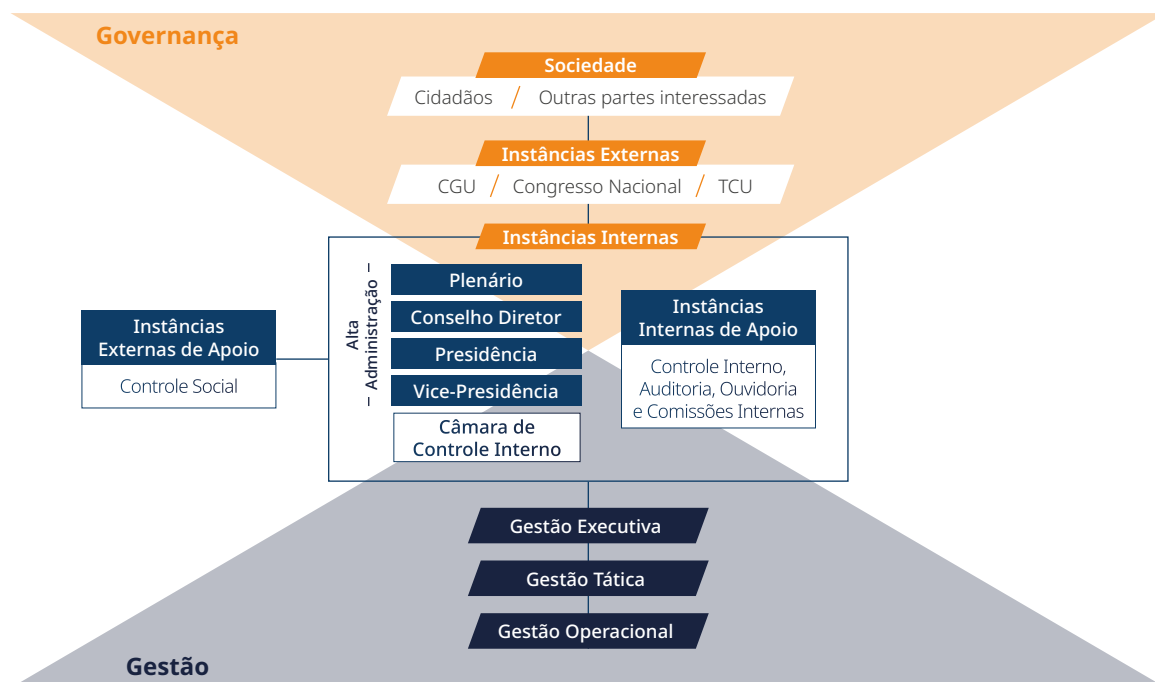 Governança
Sociedade
Cidadãos / Outras partes interessadas
Instâncias Externas
CGU / Congresso Nacional / TCU
Instâncias Internas
Alta
Administração
Plenário
Conselho Diretor
Presidência
Vice-Presidência
Câmara de
Controle Interno
Instâncias
Internas de Apoio
Controle Interno,
Auditoria, Ouvidoria
e Comissões Internas
Instâncias
Externas de Apoio
Controle Social
Gestão Executiva
Gestão Tática
Gestão Operacional
Gestão